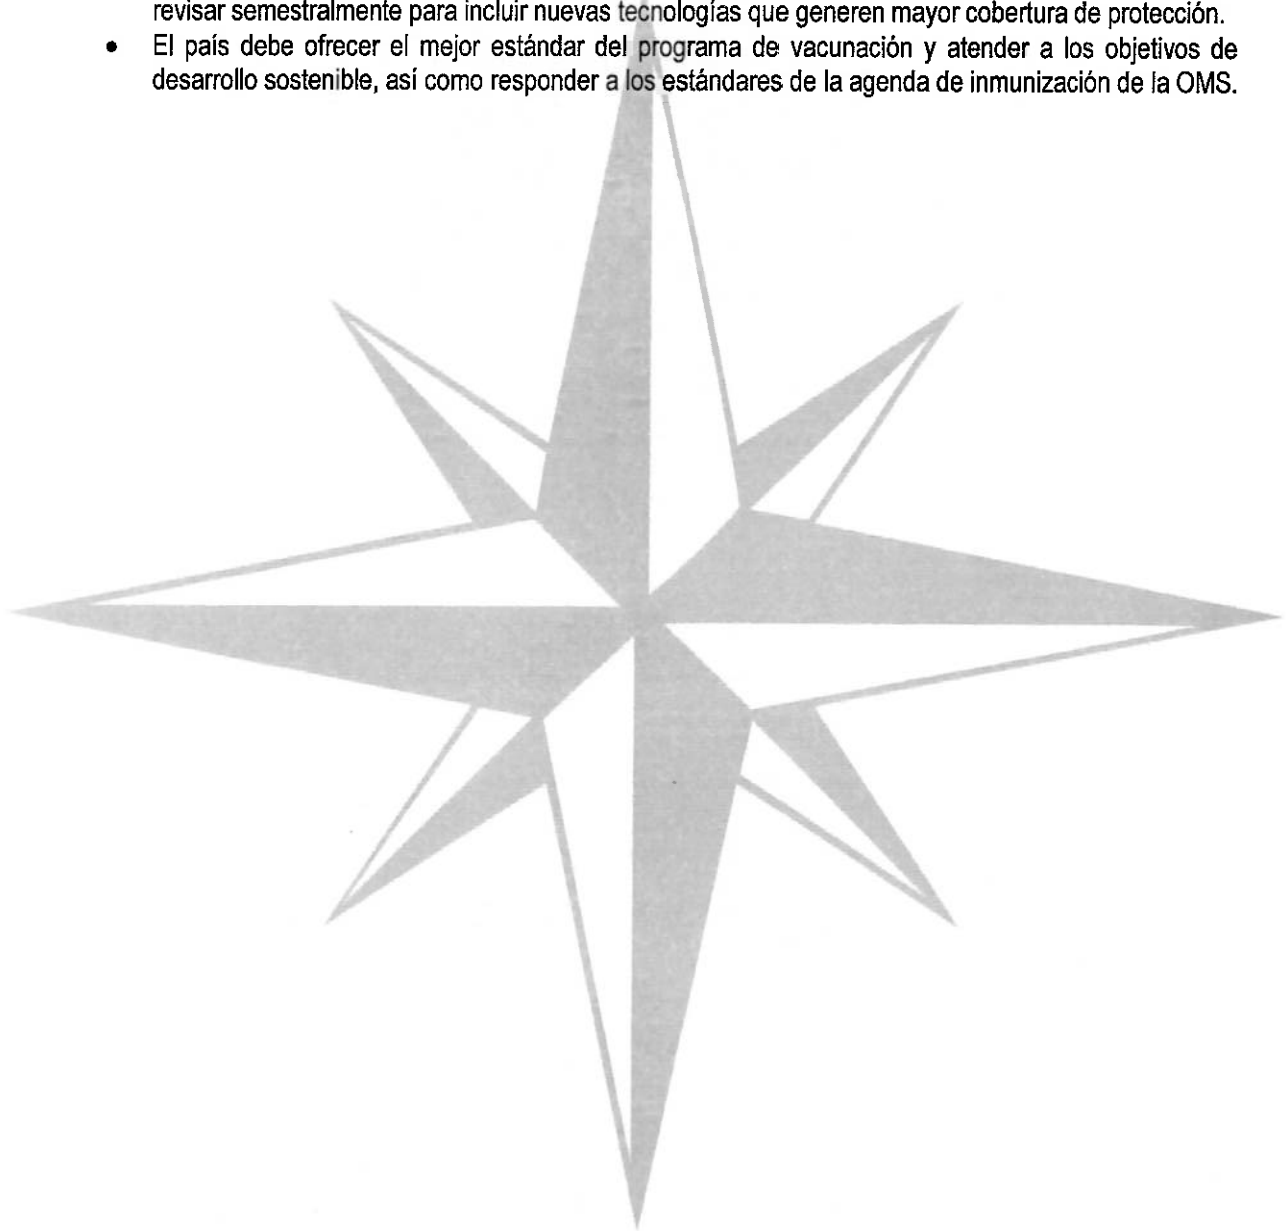 revisar semestralmente para incluir nuevas tecnologías que generen mayor cobertura de protección.
• El país debe ofrecer el mejor estándar del programa de vacunación y atender a los objetivos de
desarrollo sostenible, así como responder a los estándares de la agenda de inmunización de la OMS.